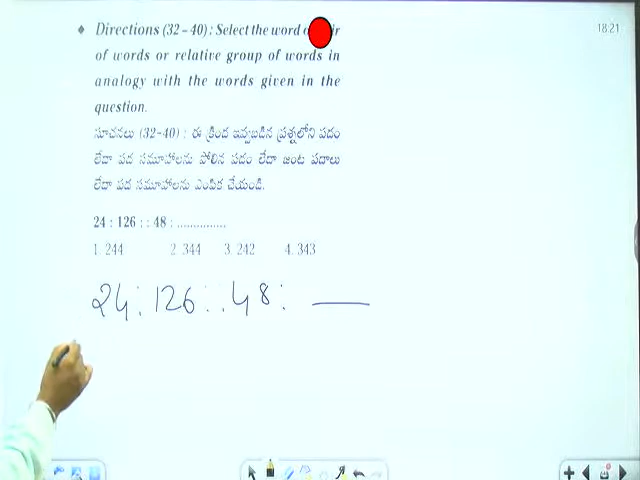 Directions (32 - 40) : Select the word ir
of words or relative group of words in
analogy with the words given in the
question.
సూచనలు (32-40) : ఈ క్రింద ఇవ్వబడిన ప్రశ్నలోని పదం
లేదా పద సమూహాలను పోలిన పదం లేదా జంట పదాలు
లేదా పద సమూహాలను ఎంపిక చేయండి.
24 : 126 : : 48 : ...............
1. 244 2. 344 3. 242 4. 343
24 : 126 : : 48 :
18:21